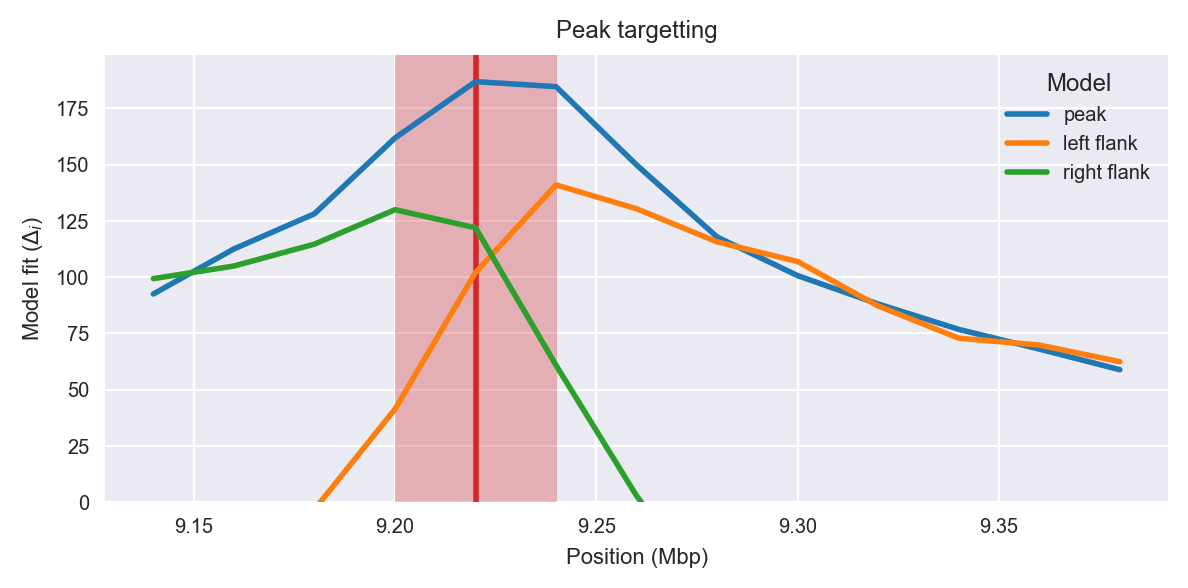 Peak targetting
Model
peak
left flank
right flank
Model fit (Δᵢ)
175
150
125
100
75
50
25
0
9.15
9.20
9.25
9.30
9.35
Position (Mbp)